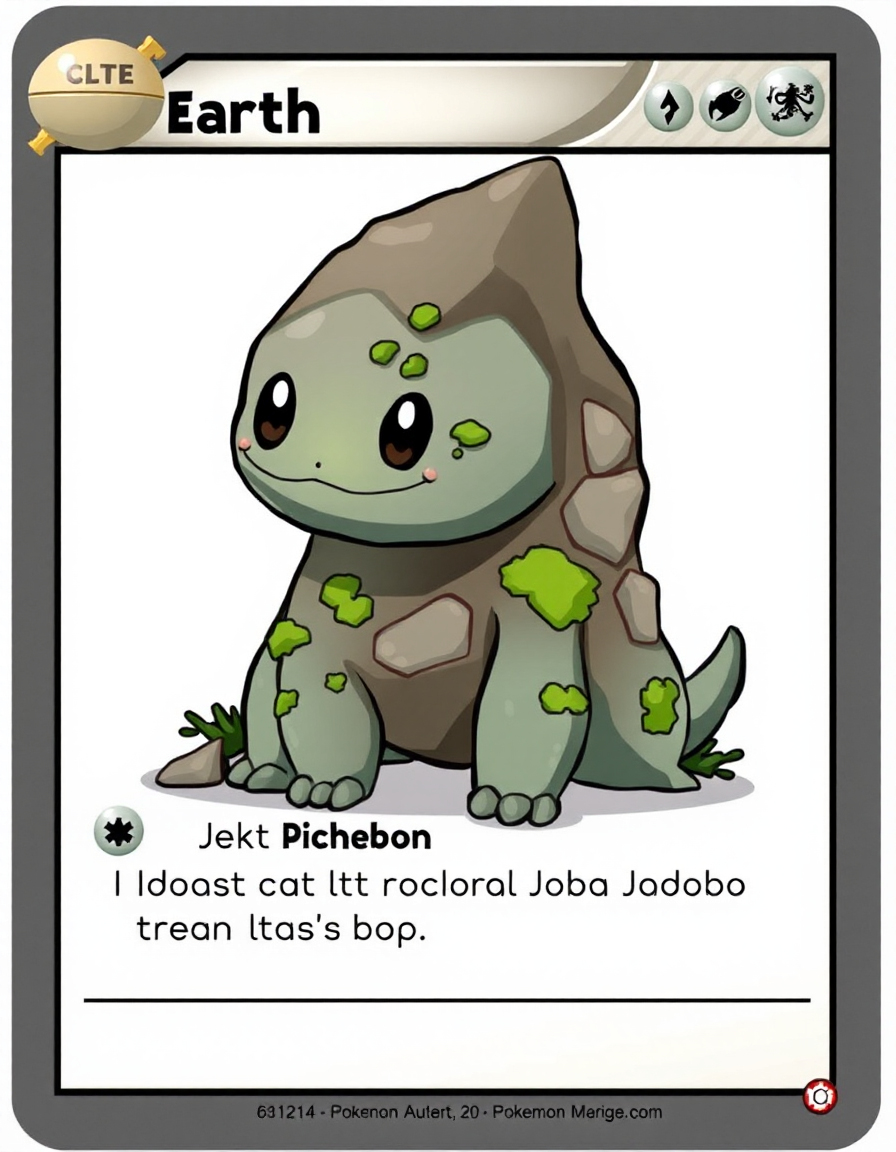 CLTE
Earth
Jekt Pichebon
I Idoast cat ltt rocloral Joba Jadobo
trean ltas's bop.
631214 - Pokenon Autert, 20 · Pokemon Merige.com